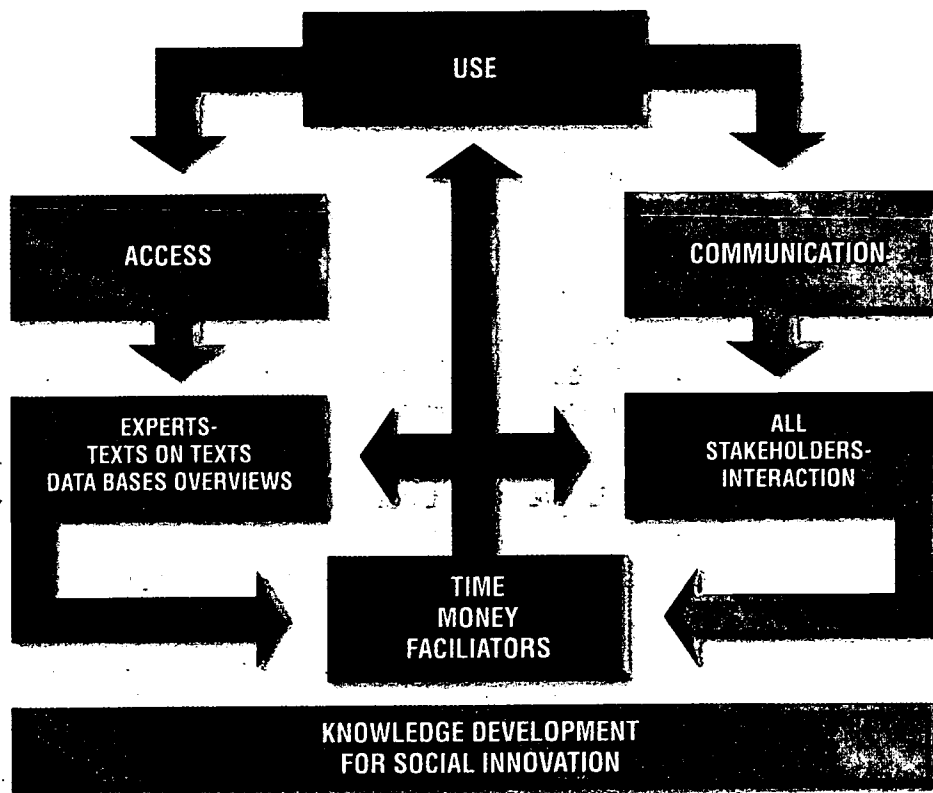 USE
ACCESS
COMMUNICATION
EXPERTS-
TEXTS ON TEXTS
DATA BASES OVERVIEWS
ALL
STAKEHOLDERS-
INTERACTION
TIME
MONEY
FACILIATORS
KNOWLEDGE DEVELOPMENT
FOR SOCIAL INNOVATION